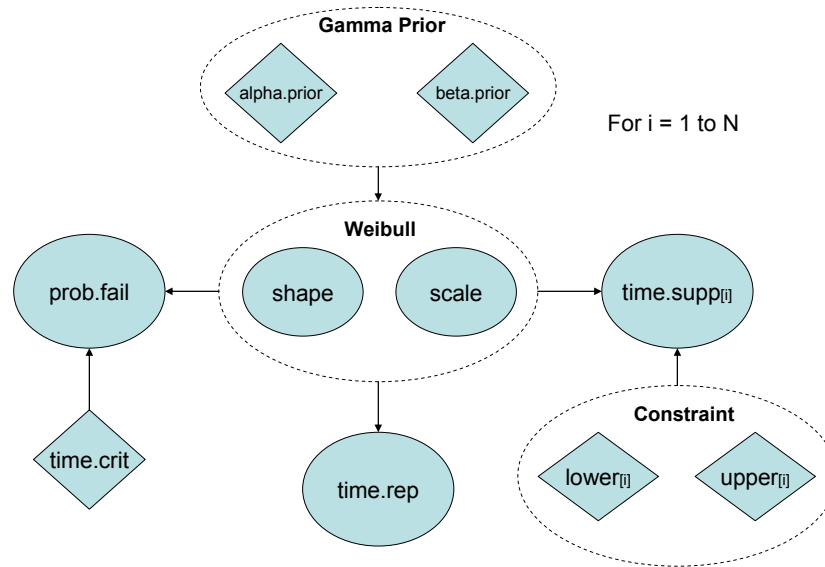 Gamma Prior
alpha.prior
beta.prior
For i = 1 to N
Weibull
prob.fail
shape
scale
time.supp[i]
Constraint
time.crit
time.rep
lower[i]
upper[i]